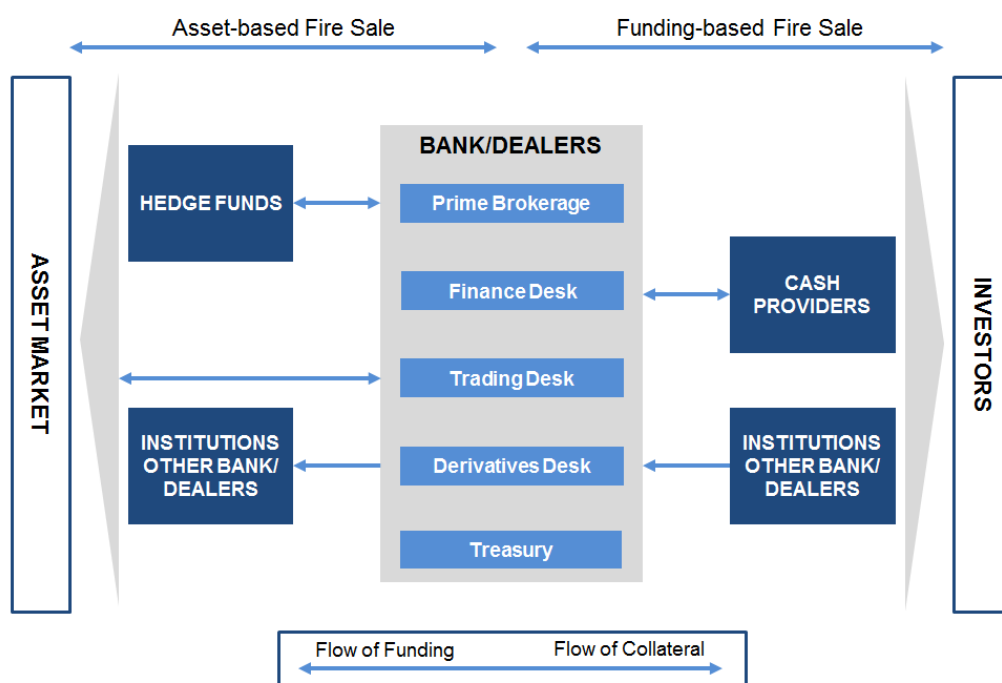 Asset-based Fire Sale
Funding-based Fire Sale
ASSET MARKET
HEDGE FUNDS
INSTITUTIONS
OTHER BANK/
DEALERS
BANK/DEALERS
Prime Brokerage
Finance Desk
Trading Desk
Derivatives Desk
Treasury
CASH
PROVIDERS
INSTITUTIONS
OTHER BANK/
DEALERS
INVESTORS
Flow of Funding
Flow of Collateral